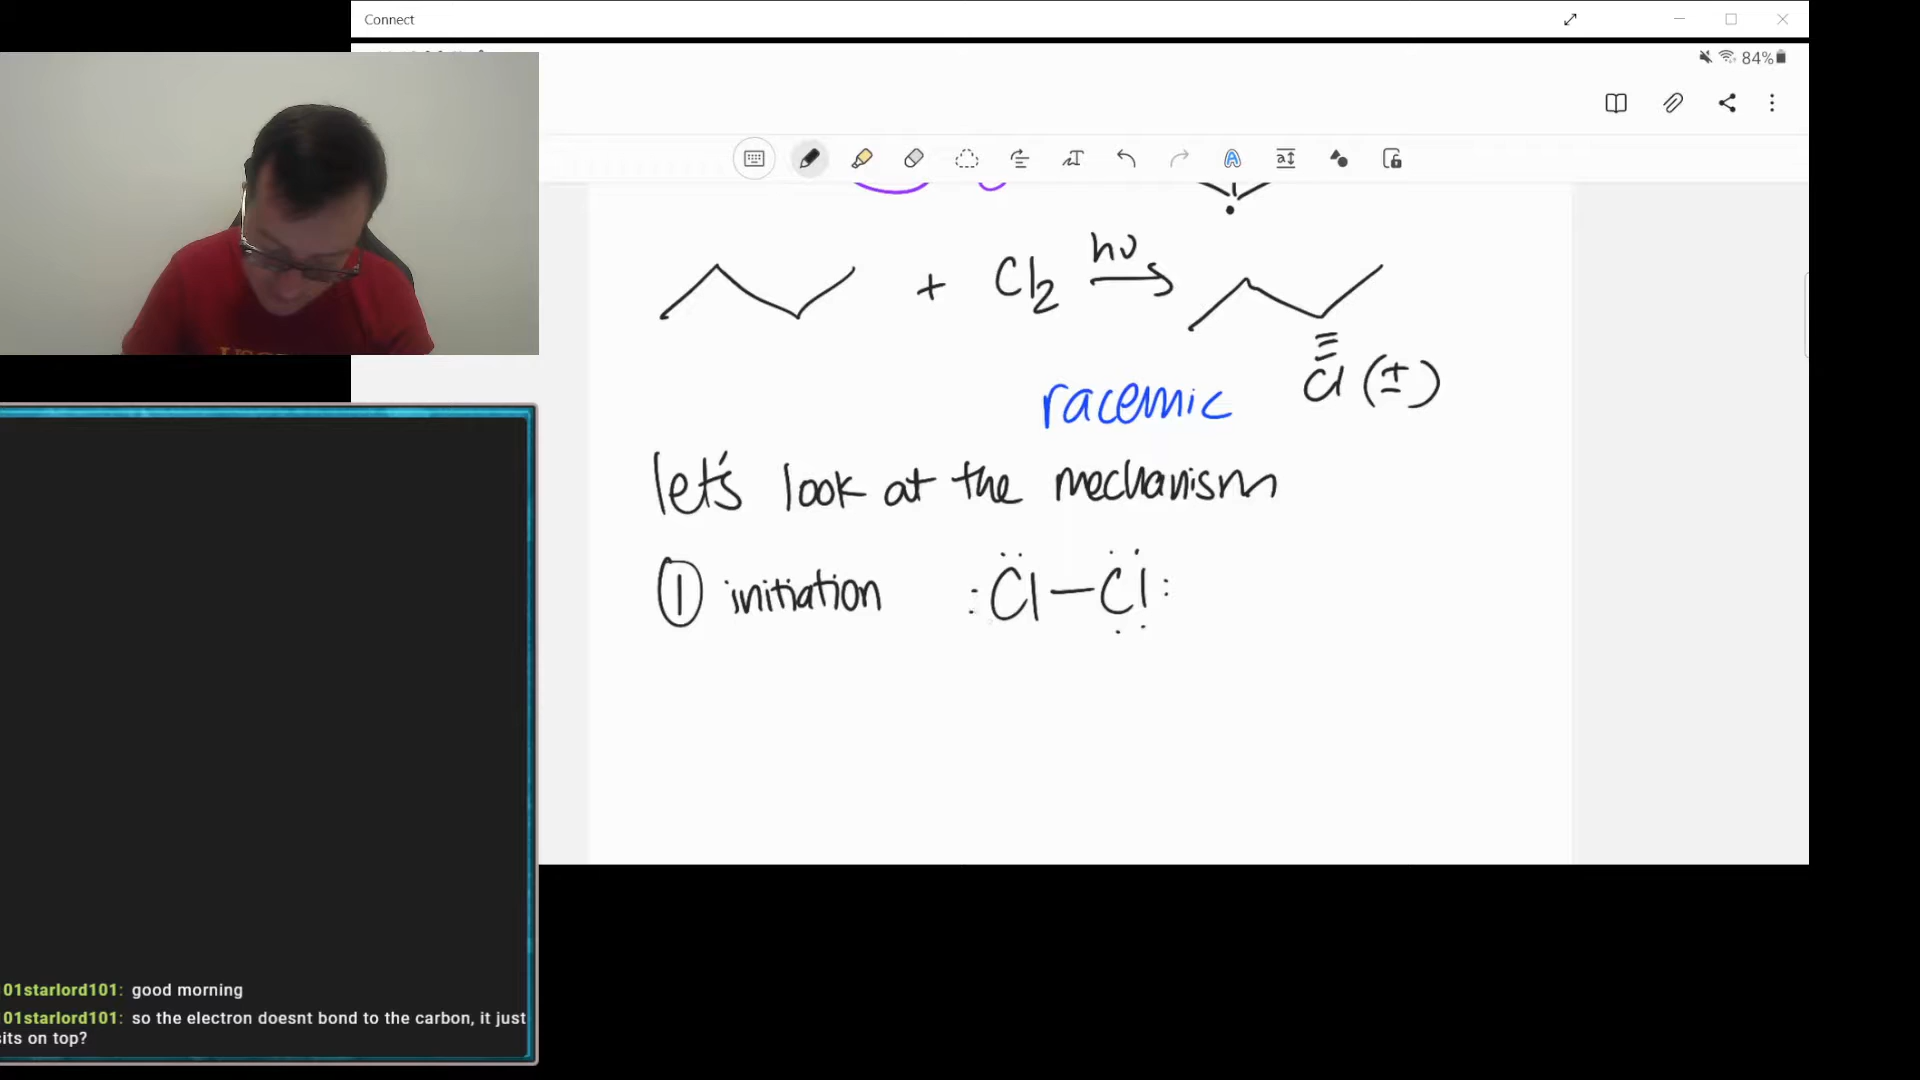 Connect
84%
hν
+ Cl2 →
Cl (±)
racemic
let's look at the mechanism
① initiation :Cl—Cl:
01starlord101: good morning
01starlord101: so the electron doesnt bond to the carbon, it just
sits on top?